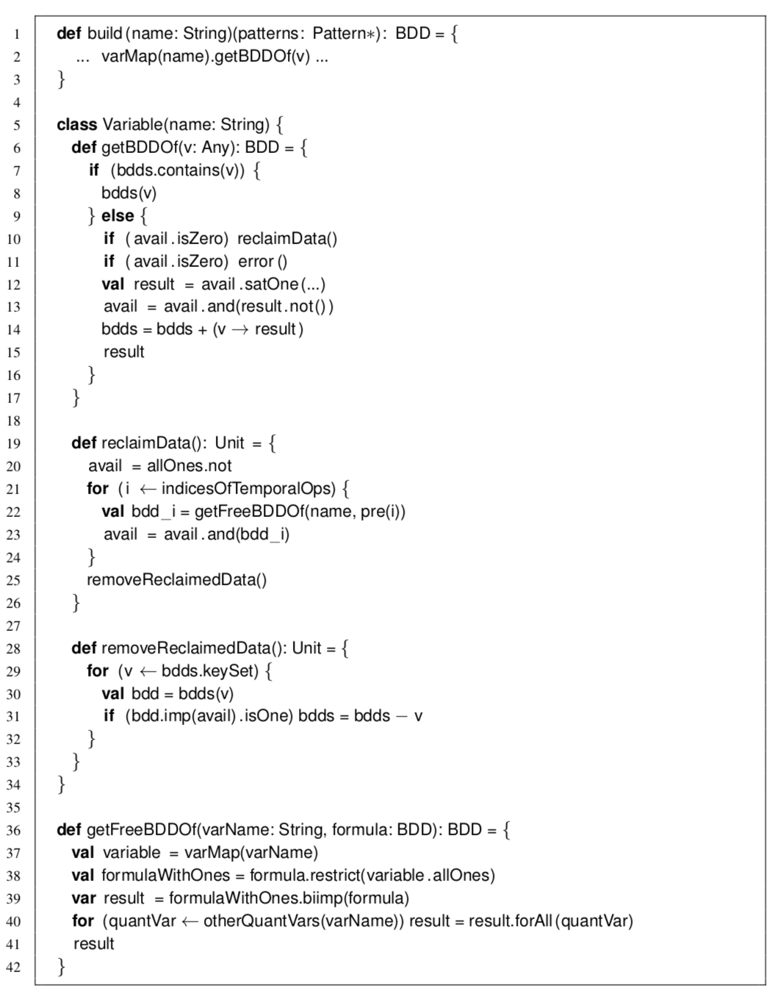 1 def build(name: String)(patterns: Pattern*): BDD = {
2 ... varMap(name).getBDDOf(v) ...
3 }
4
5 class Variable(name: String) {
6 def getBDDOf(v: Any): BDD = {
7 if (bdds.contains(v)) {
8 bdds(v)
9 } else {
10 if (avail.isZero) reclaimData()
11 if (avail.isZero) error()
12 val result = avail.satOne(...)
13 avail = avail.and(result.not())
14 bdds = bdds + (v → result)
15 result
16 }
17 }
18
19 def reclaimData(): Unit = {
20 avail = allOnes.not
21 for (i ← indicesOfTemporalOps) {
22 val bdd_i = getFreeBDDOf(name, pre(i))
23 avail = avail.and(bdd_i)
24 }
25 removeReclaimedData()
26 }
27
28 def removeReclaimedData(): Unit = {
29 for (v ← bdds.keySet) {
30 val bdd = bdds(v)
31 if (bdd.imp(avail).isOne) bdds = bdds − v
32 }
33 }
34 }
35
36 def getFreeBDDOf(varName: String, formula: BDD): BDD = {
37 val variable = varMap(varName)
38 val formulaWithOnes = formula.restrict(variable.allOnes)
39 var result = formulaWithOnes.biimp(formula)
40 for (quantVar ← otherQuantVars(varName)) result = result.forAll(quantVar)
41 result
42 }